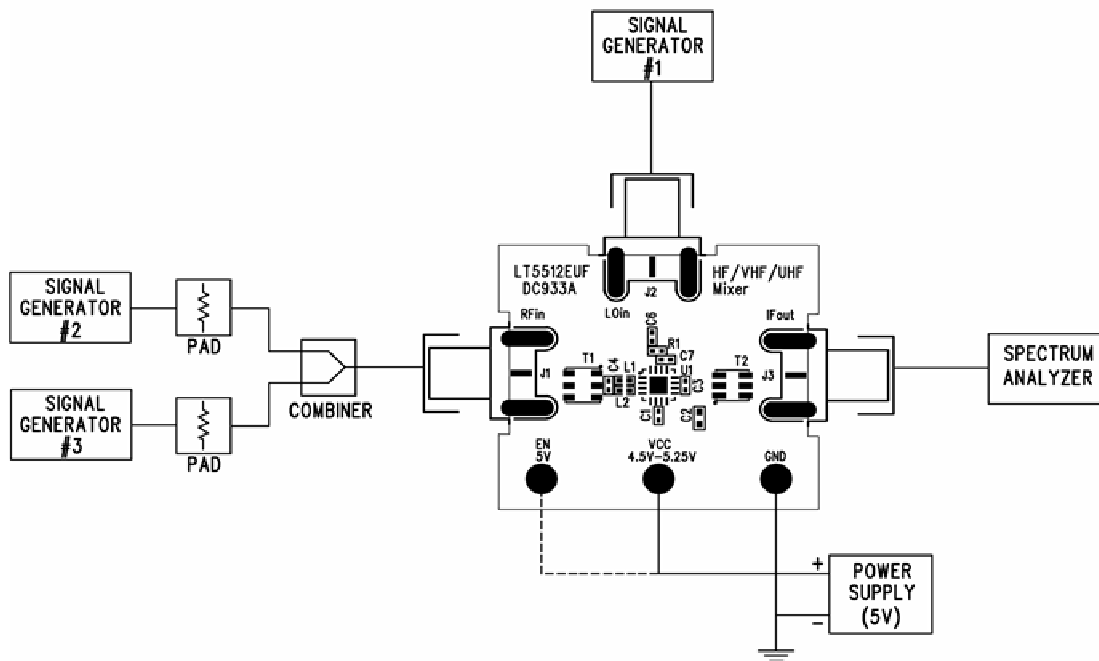 SIGNAL
GENERATOR
#1
LT5512EUF
DC933A
HF/VHF/UHF
Mixer
J2
LOin
SIGNAL
GENERATOR
#2
PAD
RFin
IFout
C6
R1
C7
T1
C4
L1
U1
T2
J1
J3
L2
C3
C1
C2
COMBINER
SPECTRUM
ANALYZER
SIGNAL
GENERATOR
#3
PAD
EN
5V
VCC
4.5V-5.25V
GND
+
POWER
SUPPLY
(5V)
-